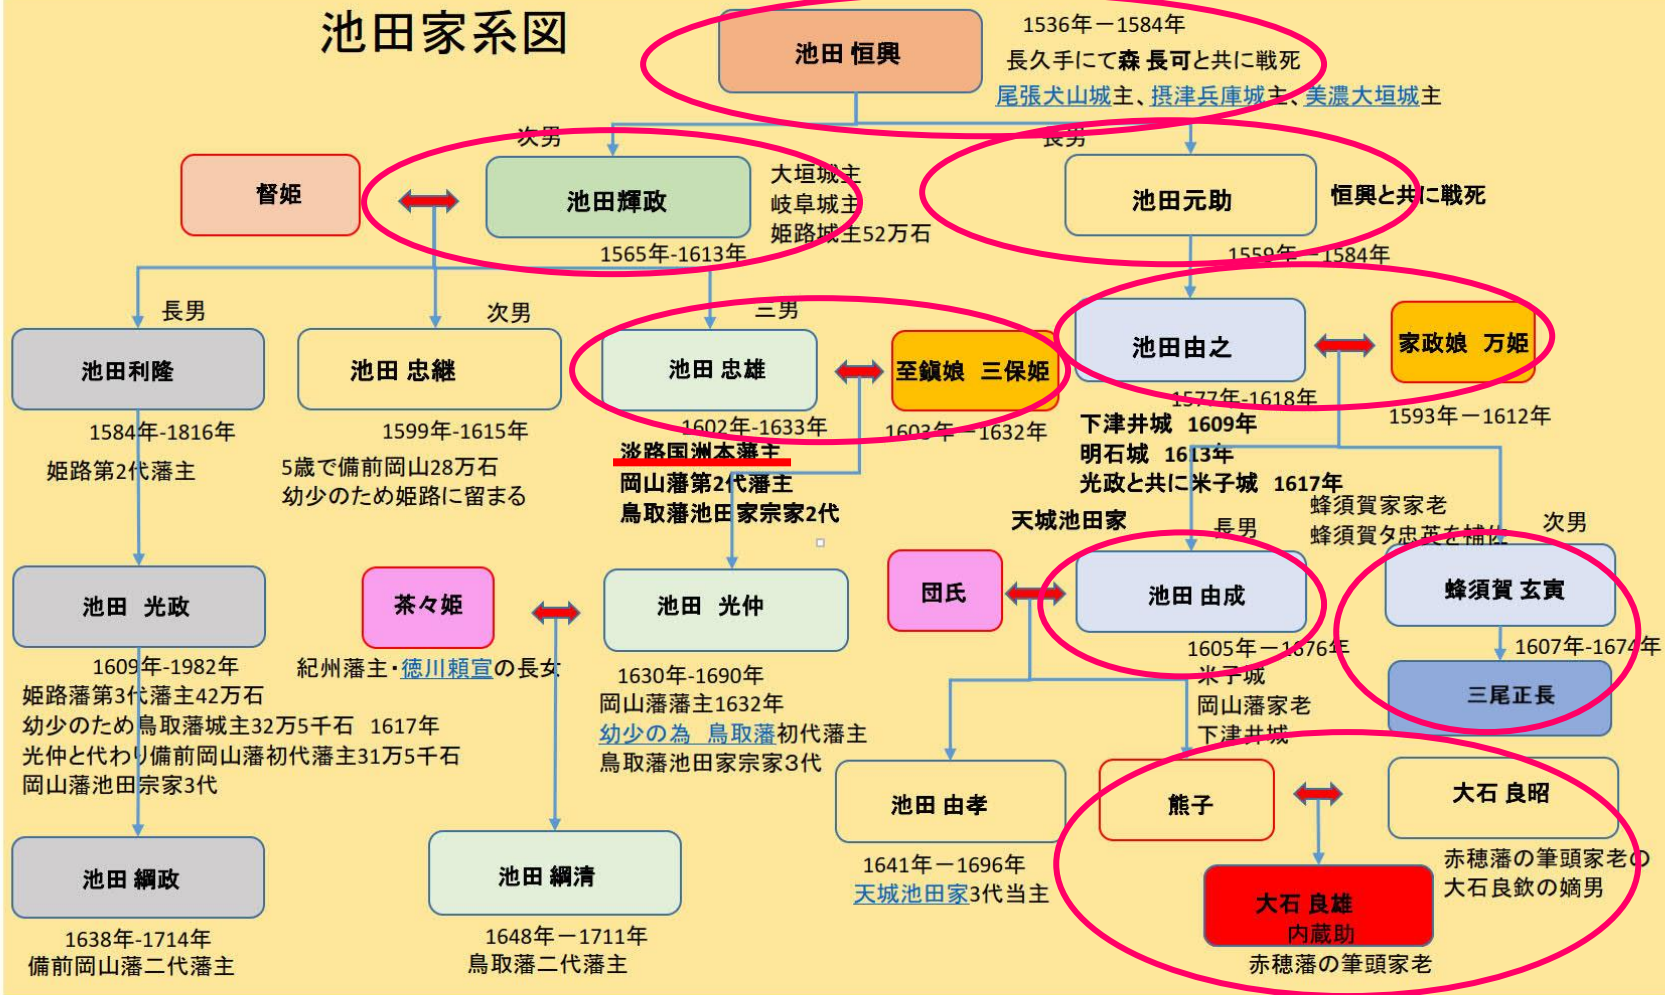 池田家系図
池田 恒興
1536年－1584年
長久手にて森 長可と共に戦死
尾張犬山城主、摂津兵庫城主、美濃大垣城主
次男
長男
督姫
池田輝政
大垣城主
岐阜城主
姫路城主52万石
1565年-1613年
池田元助
恒興と共に戦死
1559年－1584年
長男
次男
三男
池田利隆
池田 忠継
池田 忠雄
至鎭娘　三保姫
池田由之
家政娘　万姫
1584年-1816年
姫路第2代藩主
1599年-1615年
5歳で備前岡山28万石
幼少のため姫路に留まる
1602年-1633年
淡路国洲本藩主
岡山藩第2代藩主
鳥取藩池田家宗家2代
1603年－1632年
1577年-1618年
下津井城 1609年
明石城 1613年
光政と共に米子城 1617年
1593年－1612年
天城池田家
長男
蜂須賀家家老
蜂須賀タ忠英を補佐
次男
池田　光政
茶々姫
池田　光仲
団氏
池田 由成
蜂須賀 玄寅
1609年-1982年
姫路藩第3代藩主42万石
幼少のため鳥取藩城主32万5千石 1617年
光仲と代わり備前岡山藩初代藩主31万5千石
岡山藩池田宗家3代
紀州藩主・徳川頼宣の長女
1630年-1690年
岡山藩藩主1632年
幼少の為　鳥取藩初代藩主
鳥取藩池田家宗家３代
1605年－1676年
米子城
岡山藩家老
下津井城
1607年-1674年
三尾正長
池田 由孝
熊子
大石 良昭
1641年－1696年
天城池田家3代当主
赤穂藩の筆頭家老の
大石良欽の嫡男
池田 綱政
池田 綱清
大石 良雄
内蔵助
1638年-1714年
備前岡山藩二代藩主
1648年－1711年
鳥取藩二代藩主
赤穂藩の筆頭家老